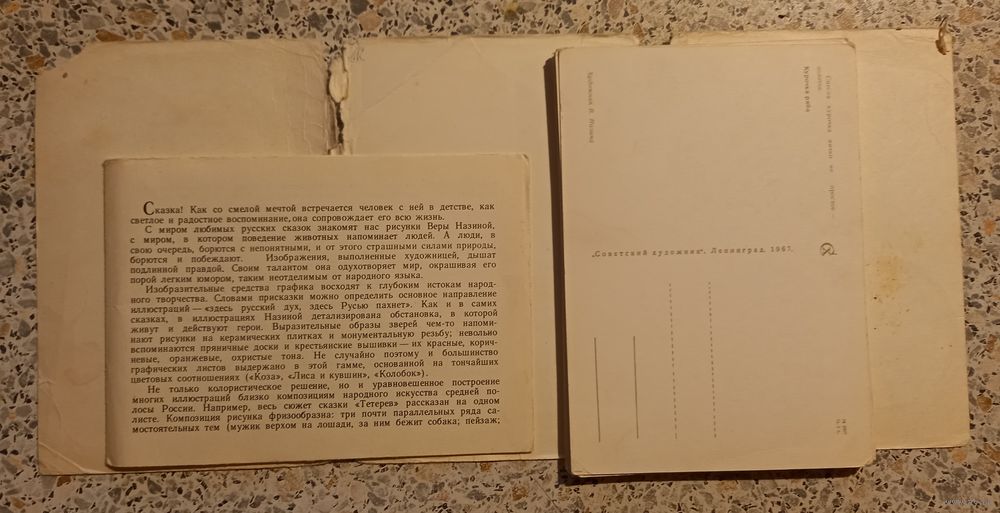 Сказка! Как со смелой мечтой встречается человек с ней в детстве, как
светлое и радостное воспоминание, она сопровождает его всю жизнь.
С миром любимых русских сказок знакомят нас рисунки Веры Назиной,
с миром, в котором поведение животных напоминает людей. А люди, в
свою очередь, борются с непонятными, и от этого страшными силами природы,
борются и побеждают. Изображения, выполненные художницей, дышат
подлинной правдой. Своим талантом она одухотворяет мир, окрашивая его
порой легким юмором, таким неотделимым от народного языка.
Изобразительные средства графика восходят к глубоким истокам народ-
ного творчества. Словами присказки можно определить основное направление
иллюстраций — «здесь русский дух, здесь Русью пахнет». Как и в самих
сказках, в иллюстрациях Назиной детализирована обстановка, в которой
живут и действуют герои. Выразительные образы зверей чем-то напоми-
нают рисунки на керамических плитках и монументальную резьбу; невольно
вспоминаются пряничные доски и крестьянские вышивки — их красные, корич-
невые, оранжевые, охристые тона. Не случайно поэтому и большинство
графических листов выдержано в этой гамме, основанной на тончайших
цветовых соотношениях («Коза», «Лиса и кувшин», «Колобок»).
Не только колористическое решение, но и уравновешенное построение
многих иллюстраций близко композициям народного искусства средней по-
лосы России. Например, весь сюжет сказки «Тетерев» рассказан на одном
листе. Композиция рисунка фризообразна: три почти параллельных ряда са-
мостоятельных тем (мужик верхом на лошади, за ним бежит собака; пейзаж;
Курочка ряба
Снесла курочка яичко не простое
Художник В. Назина
„Советский художник“. Ленинград. 1967.